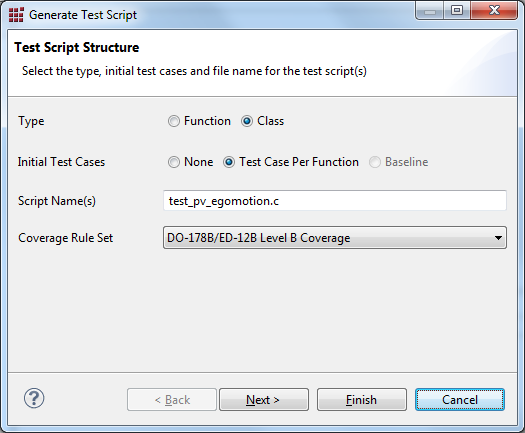 Generate Test Script
Test Script Structure
Select the type, initial test cases and file name for the test script(s)
Type Function Class
Initial Test Cases None Test Case Per Function Baseline
Script Name(s) test_pv_egomotion.c
Coverage Rule Set DO-178B/ED-12B Level B Coverage
? < Back Next > Finish Cancel